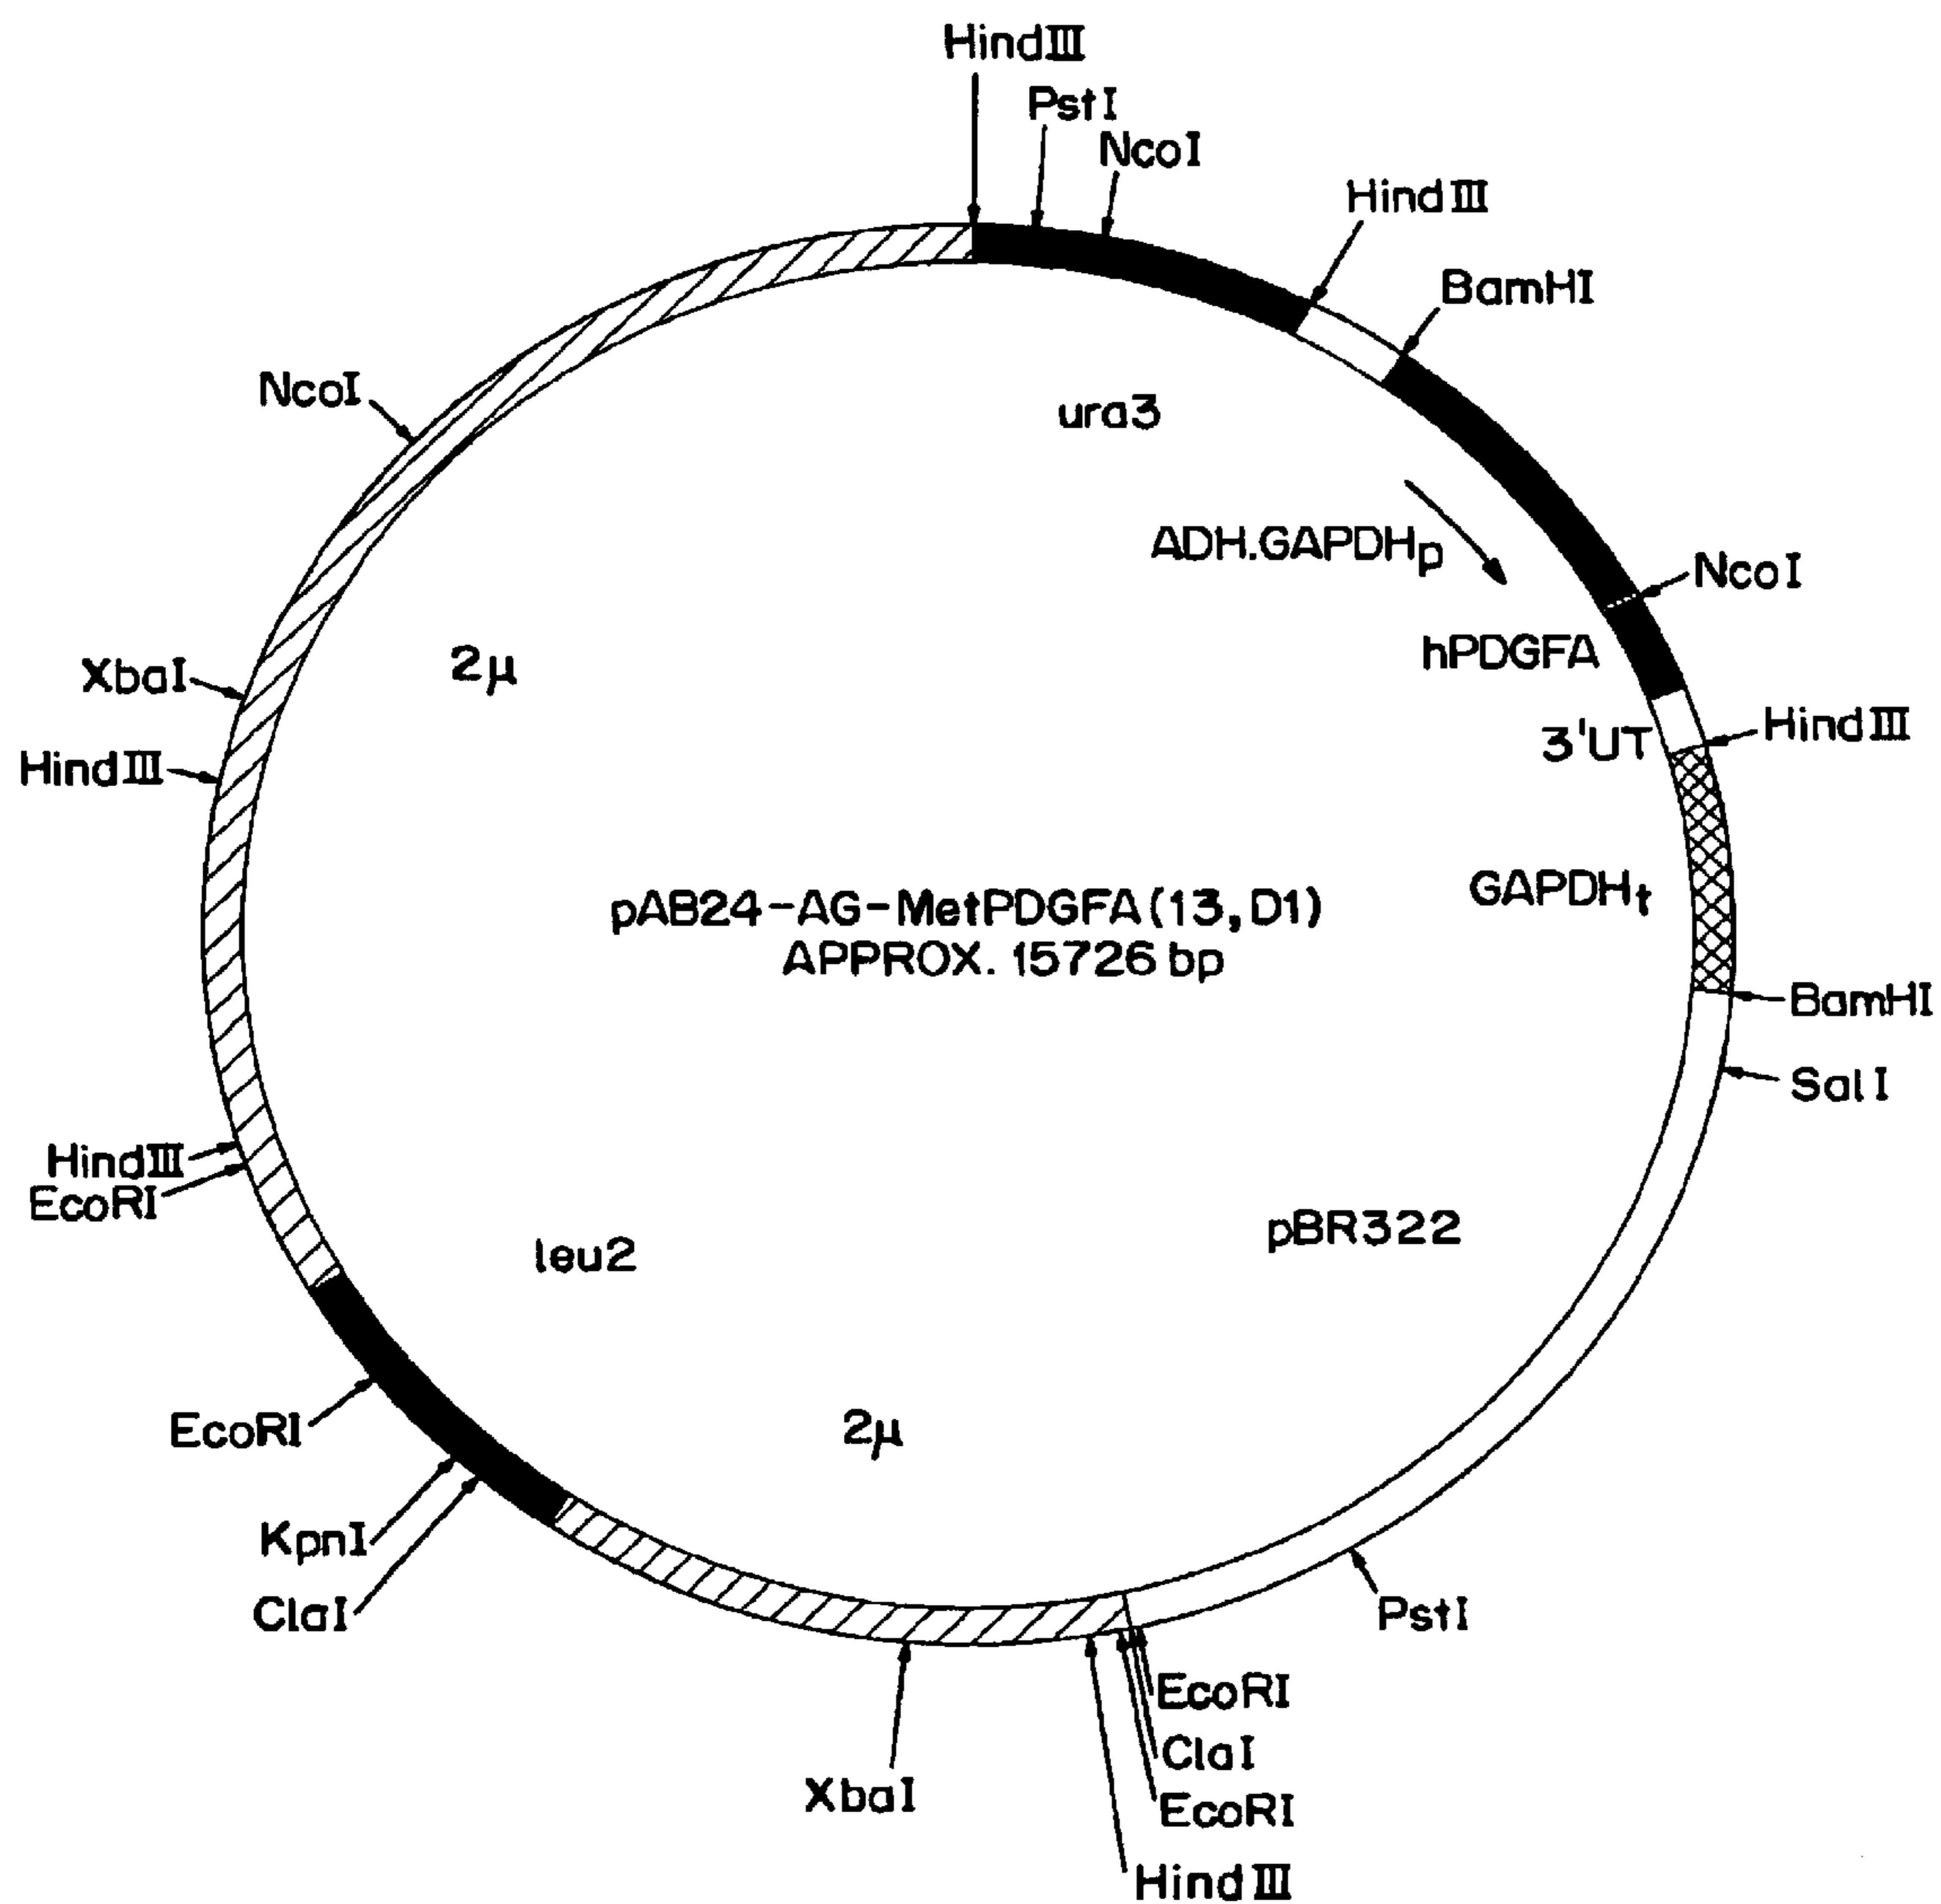 HindIII
PstI
NcoI
HindIII
BamHI
NcoI
ura3
ADH.GAPDHp
NcoI
hPDGFA
XbaI
2μ
HindIII
3'UT
HindIII
GAPDHt
pAB24-AG-MetPDGFA(13,D1)
APPROX. 15726 bp
BamHI
SalI
HindIII
EcoRI
pBR322
leu2
EcoRI
2μ
KpnI
ClaI
PstI
EcoRI
ClaI
XbaI
EcoRI
HindIII